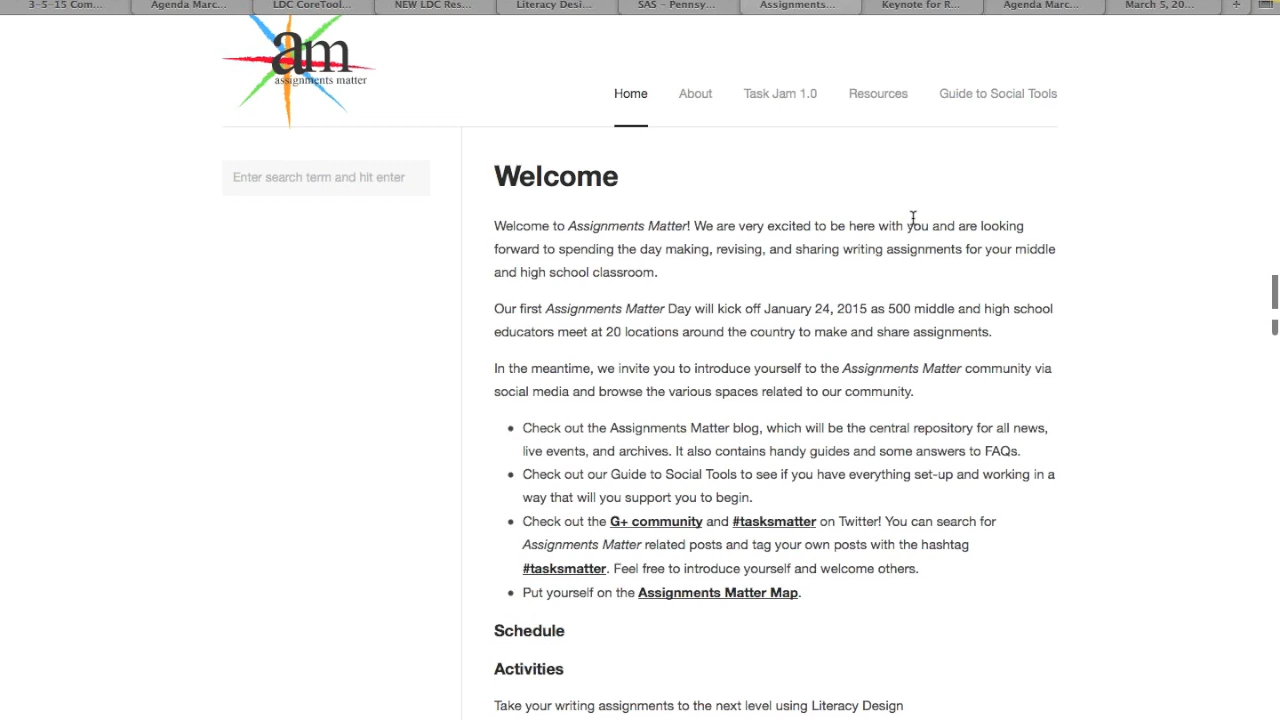 3-5-15 Com...
Agenda Marc...
LDC CoreTool...
NEW LDC Res...
Literacy Desi...
SAS - Pennsy...
Assignments...
Keynote for R...
Agenda Marc...
March 5, 20...
am
assignments matter
Home
About
Task Jam 1.0
Resources
Guide to Social Tools
Enter search term and hit enter
Welcome
Welcome to Assignments Matter! We are very excited to be here with you and are looking
forward to spending the day making, revising, and sharing writing assignments for your middle
and high school classroom.
Our first Assignments Matter Day will kick off January 24, 2015 as 500 middle and high school
educators meet at 20 locations around the country to make and share assignments.
In the meantime, we invite you to introduce yourself to the Assignments Matter community via
social media and browse the various spaces related to our community.
• Check out the Assignments Matter blog, which will be the central repository for all news,
live events, and archives. It also contains handy guides and some answers to FAQs.
• Check out our Guide to Social Tools to see if you have everything set-up and working in a
way that will you support you to begin.
• Check out the G+ community and #tasksmatter on Twitter! You can search for
Assignments Matter related posts and tag your own posts with the hashtag
#tasksmatter. Feel free to introduce yourself and welcome others.
• Put yourself on the Assignments Matter Map.
Schedule
Activities
Take your writing assignments to the next level using Literacy Design